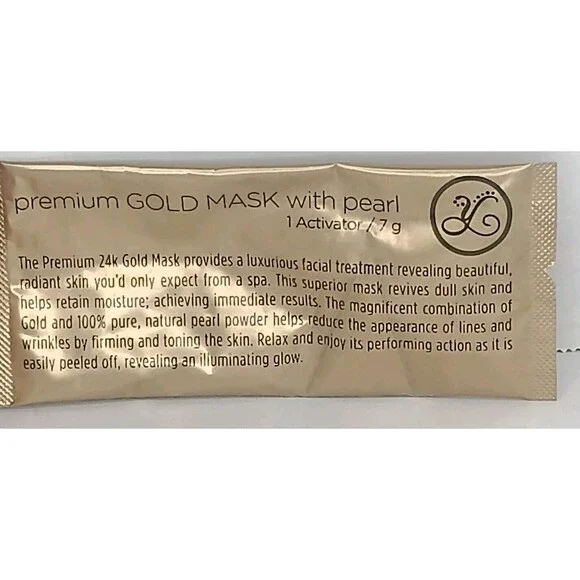 premium GOLD MASK with pearl
1 Activator / 7 g
The Premium 24k Gold Mask provides a luxurious facial treatment revealing beautiful,
radiant skin you'd only expect from a spa. This superior mask revives dull skin and
helps retain moisture; achieving immediate results. The magnificent combination of
Gold and 100% pure, natural pearl powder helps reduce the appearance of lines and
wrinkles by firming and toning the skin. Relax and enjoy its performing action as it is
easily peeled off, revealing an illuminating glow.